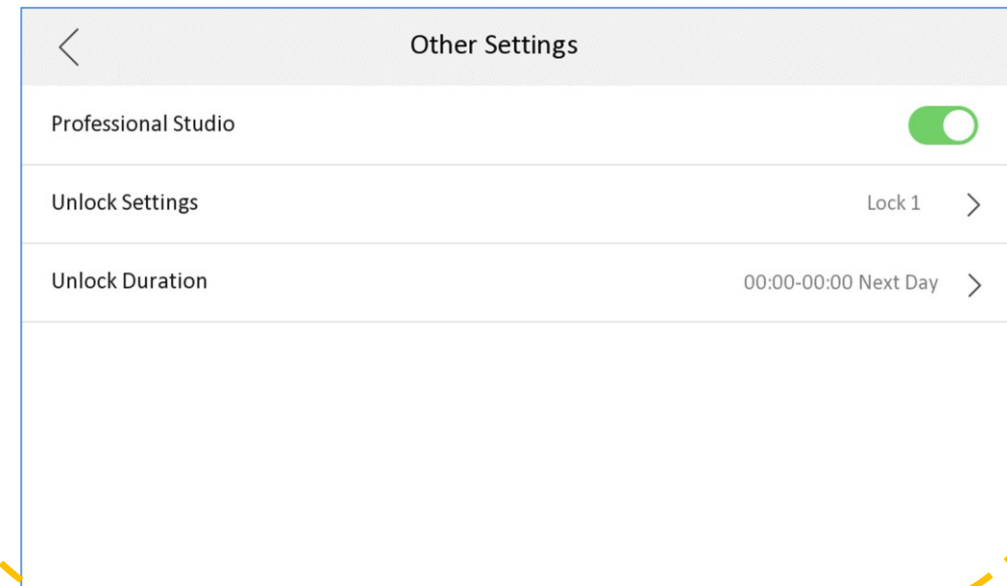 Other Settings
Professional Studio
Unlock Settings Lock 1
Unlock Duration 00:00-00:00 Next Day